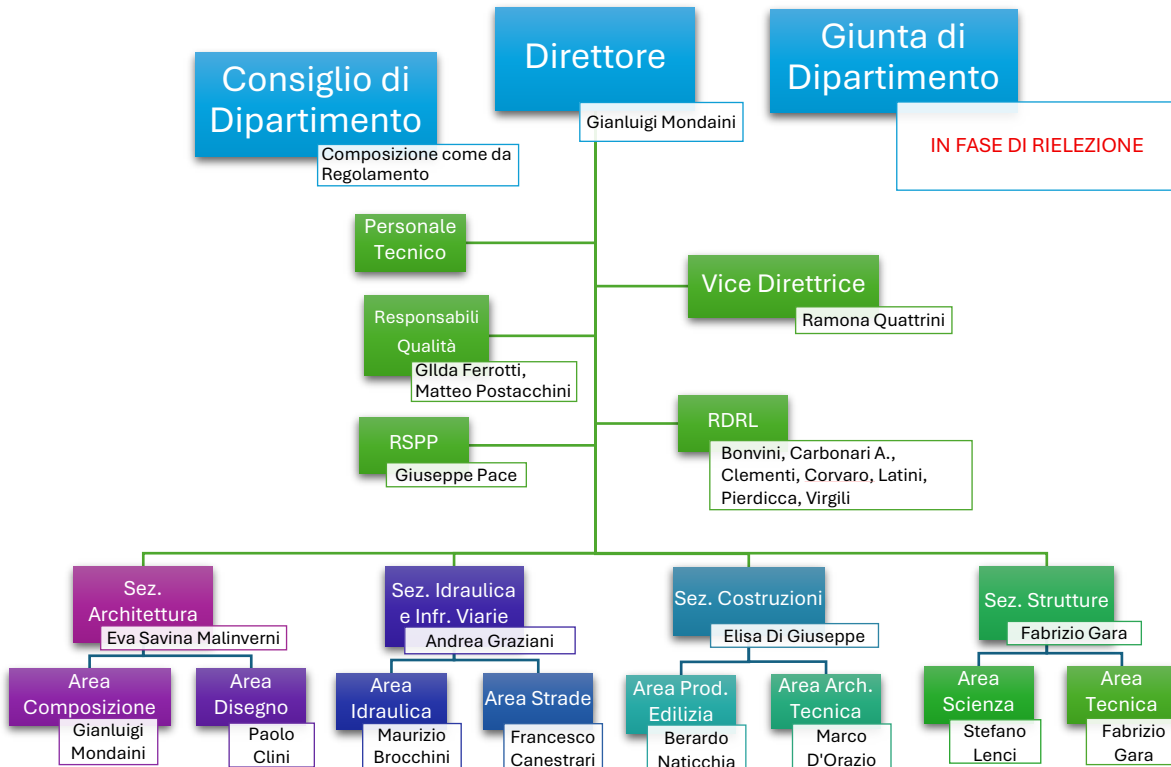 Consiglio di
Dipartimento
Composizione come da
Regolamento
Direttore
Gianluigi Mondaini
Giunta di
Dipartimento
IN FASE DI RIELEZIONE
Personale
Tecnico
Vice Direttrice
Ramona Quattrini
Responsabili
Qualità
GIlda Ferrotti,
Matteo Postacchini
RSPP
Giuseppe Pace
RDRL
Bonvini, Carbonari A.,
Clementi, Corvaro, Latini,
Pierdicca, Virgili
Sez.
Architettura
Eva Savina Malinverni
Sez. Idraulica
e Infr. Viarie
Andrea Graziani
Sez. Costruzioni
Elisa Di Giuseppe
Sez. Strutture
Fabrizio Gara
Area
Composizione
Gianluigi
Mondaini
Area
Disegno
Paolo
Clini
Area
Idraulica
Maurizio
Brocchini
Area Strade
Francesco
Canestrari
Area Prod.
Edilizia
Berardo
Naticchia
Area Arch.
Tecnica
Marco
D'Orazio
Area
Scienza
Stefano
Lenci
Area
Tecnica
Fabrizio
Gara